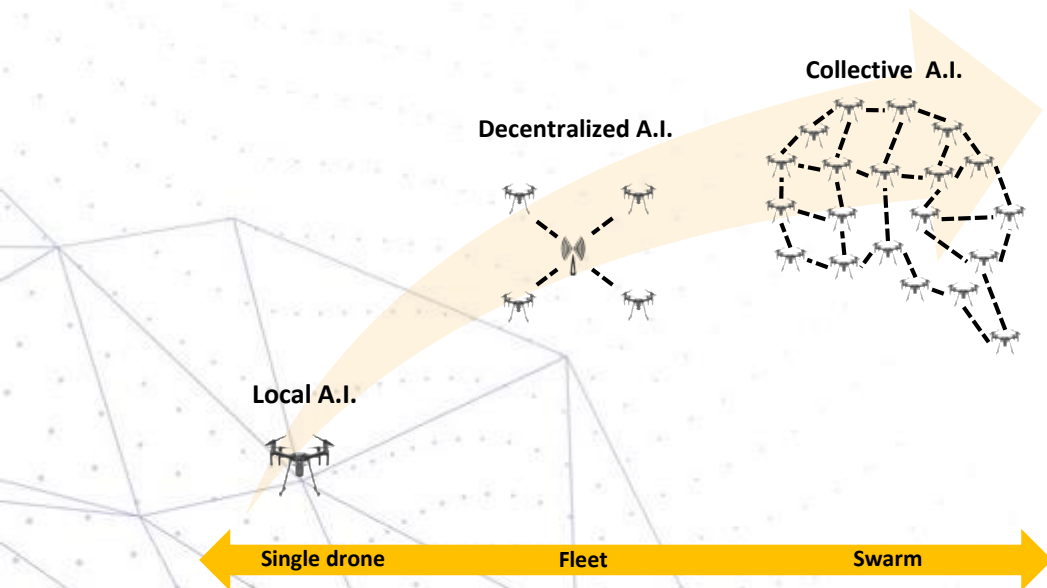 Collective  A.I.
Decentralized A.I.
Local A.I.
Single drone
Fleet
Swarm